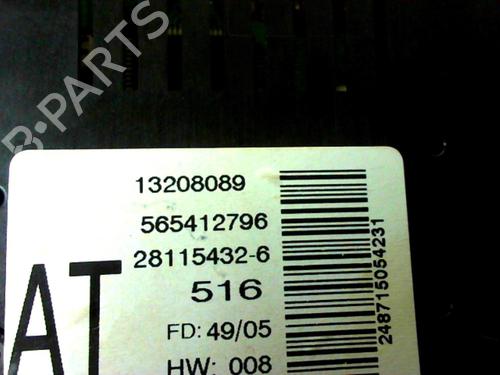 B-PARTS
13208089
565412796
28115432-6
516
AT
FD: 49/05
HW: 008
248715054231